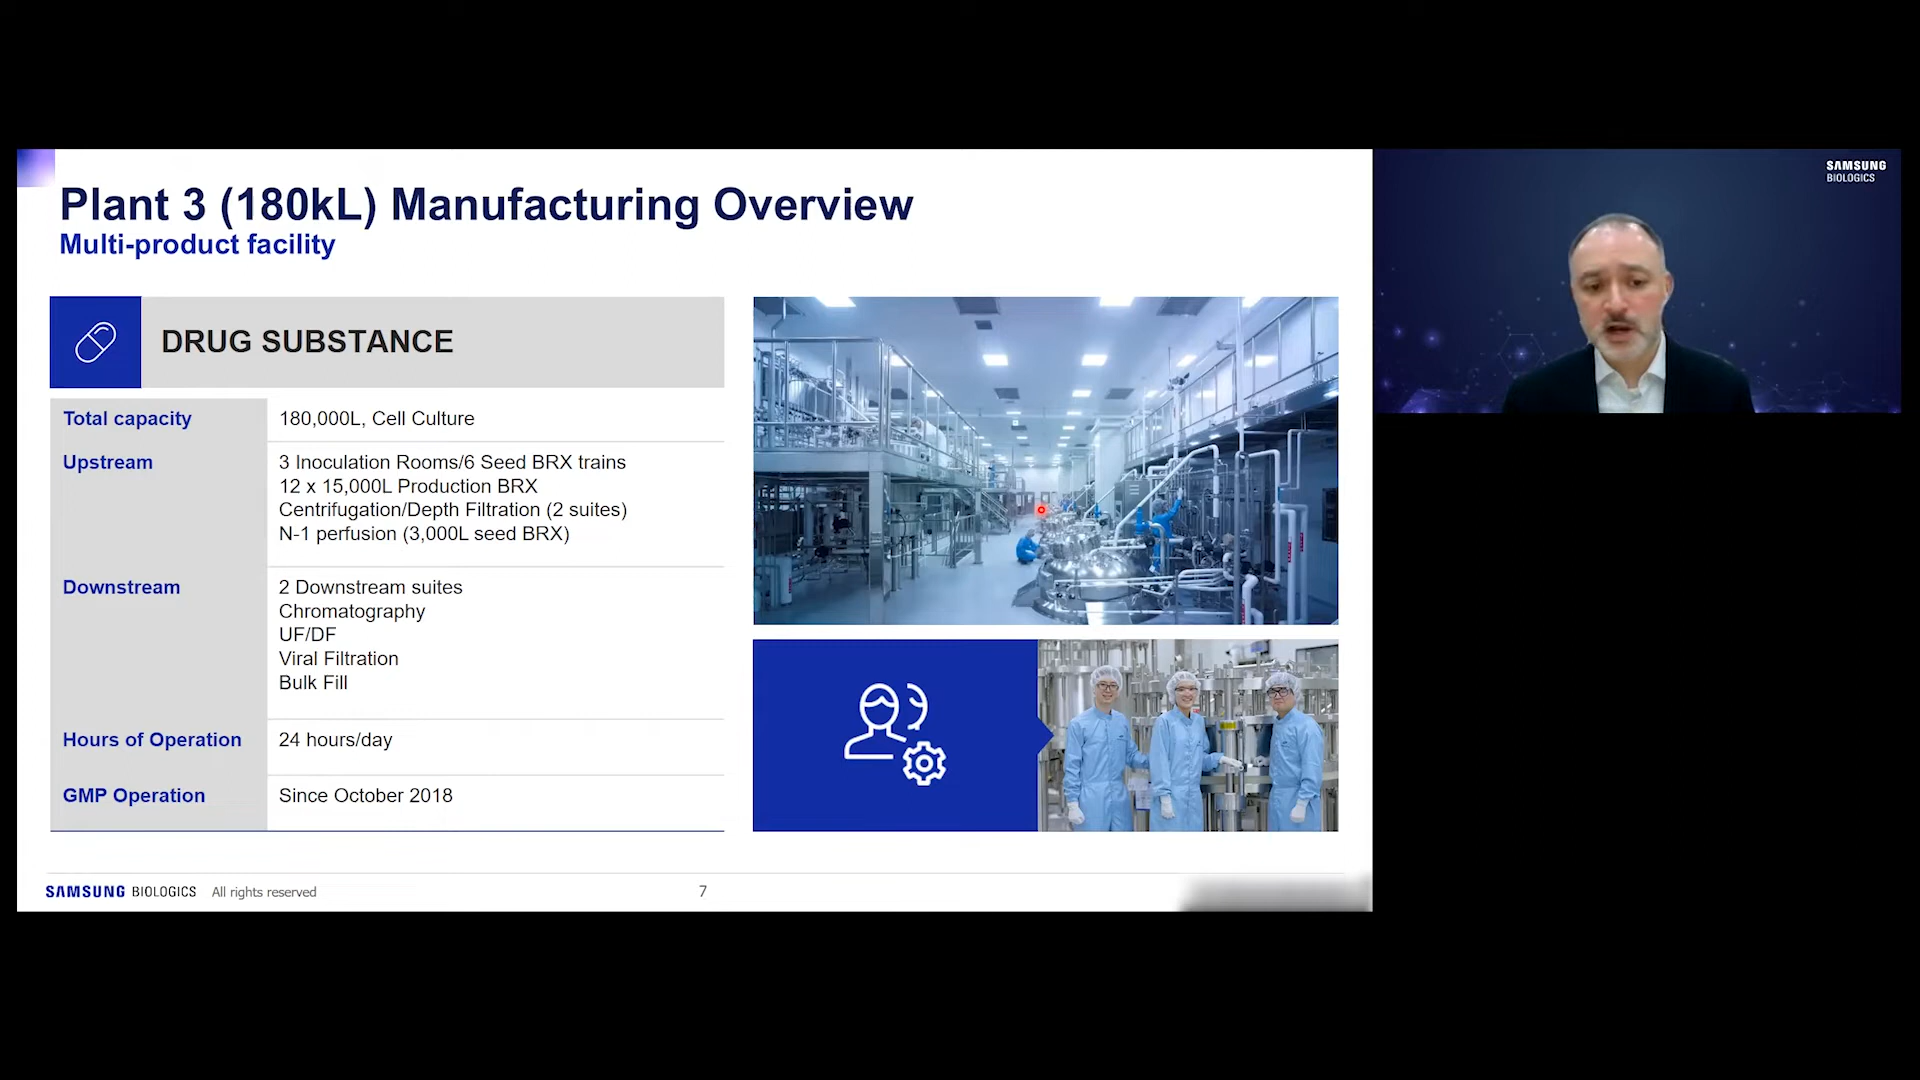 Plant 3 (180kL) Manufacturing Overview
Multi-product facility
DRUG SUBSTANCE
Total capacity
180,000L, Cell Culture
Upstream
3 Inoculation Rooms/6 Seed BRX trains
12 x 15,000L Production BRX
Centrifugation/Depth Filtration (2 suites)
N-1 perfusion (3,000L seed BRX)
Downstream
2 Downstream suites
Chromatography
UF/DF
Viral Filtration
Bulk Fill
Hours of Operation
24 hours/day
GMP Operation
Since October 2018
SAMSUNG BIOLOGICS All rights reserved
7
SAMSUNG
BIOLOGICS